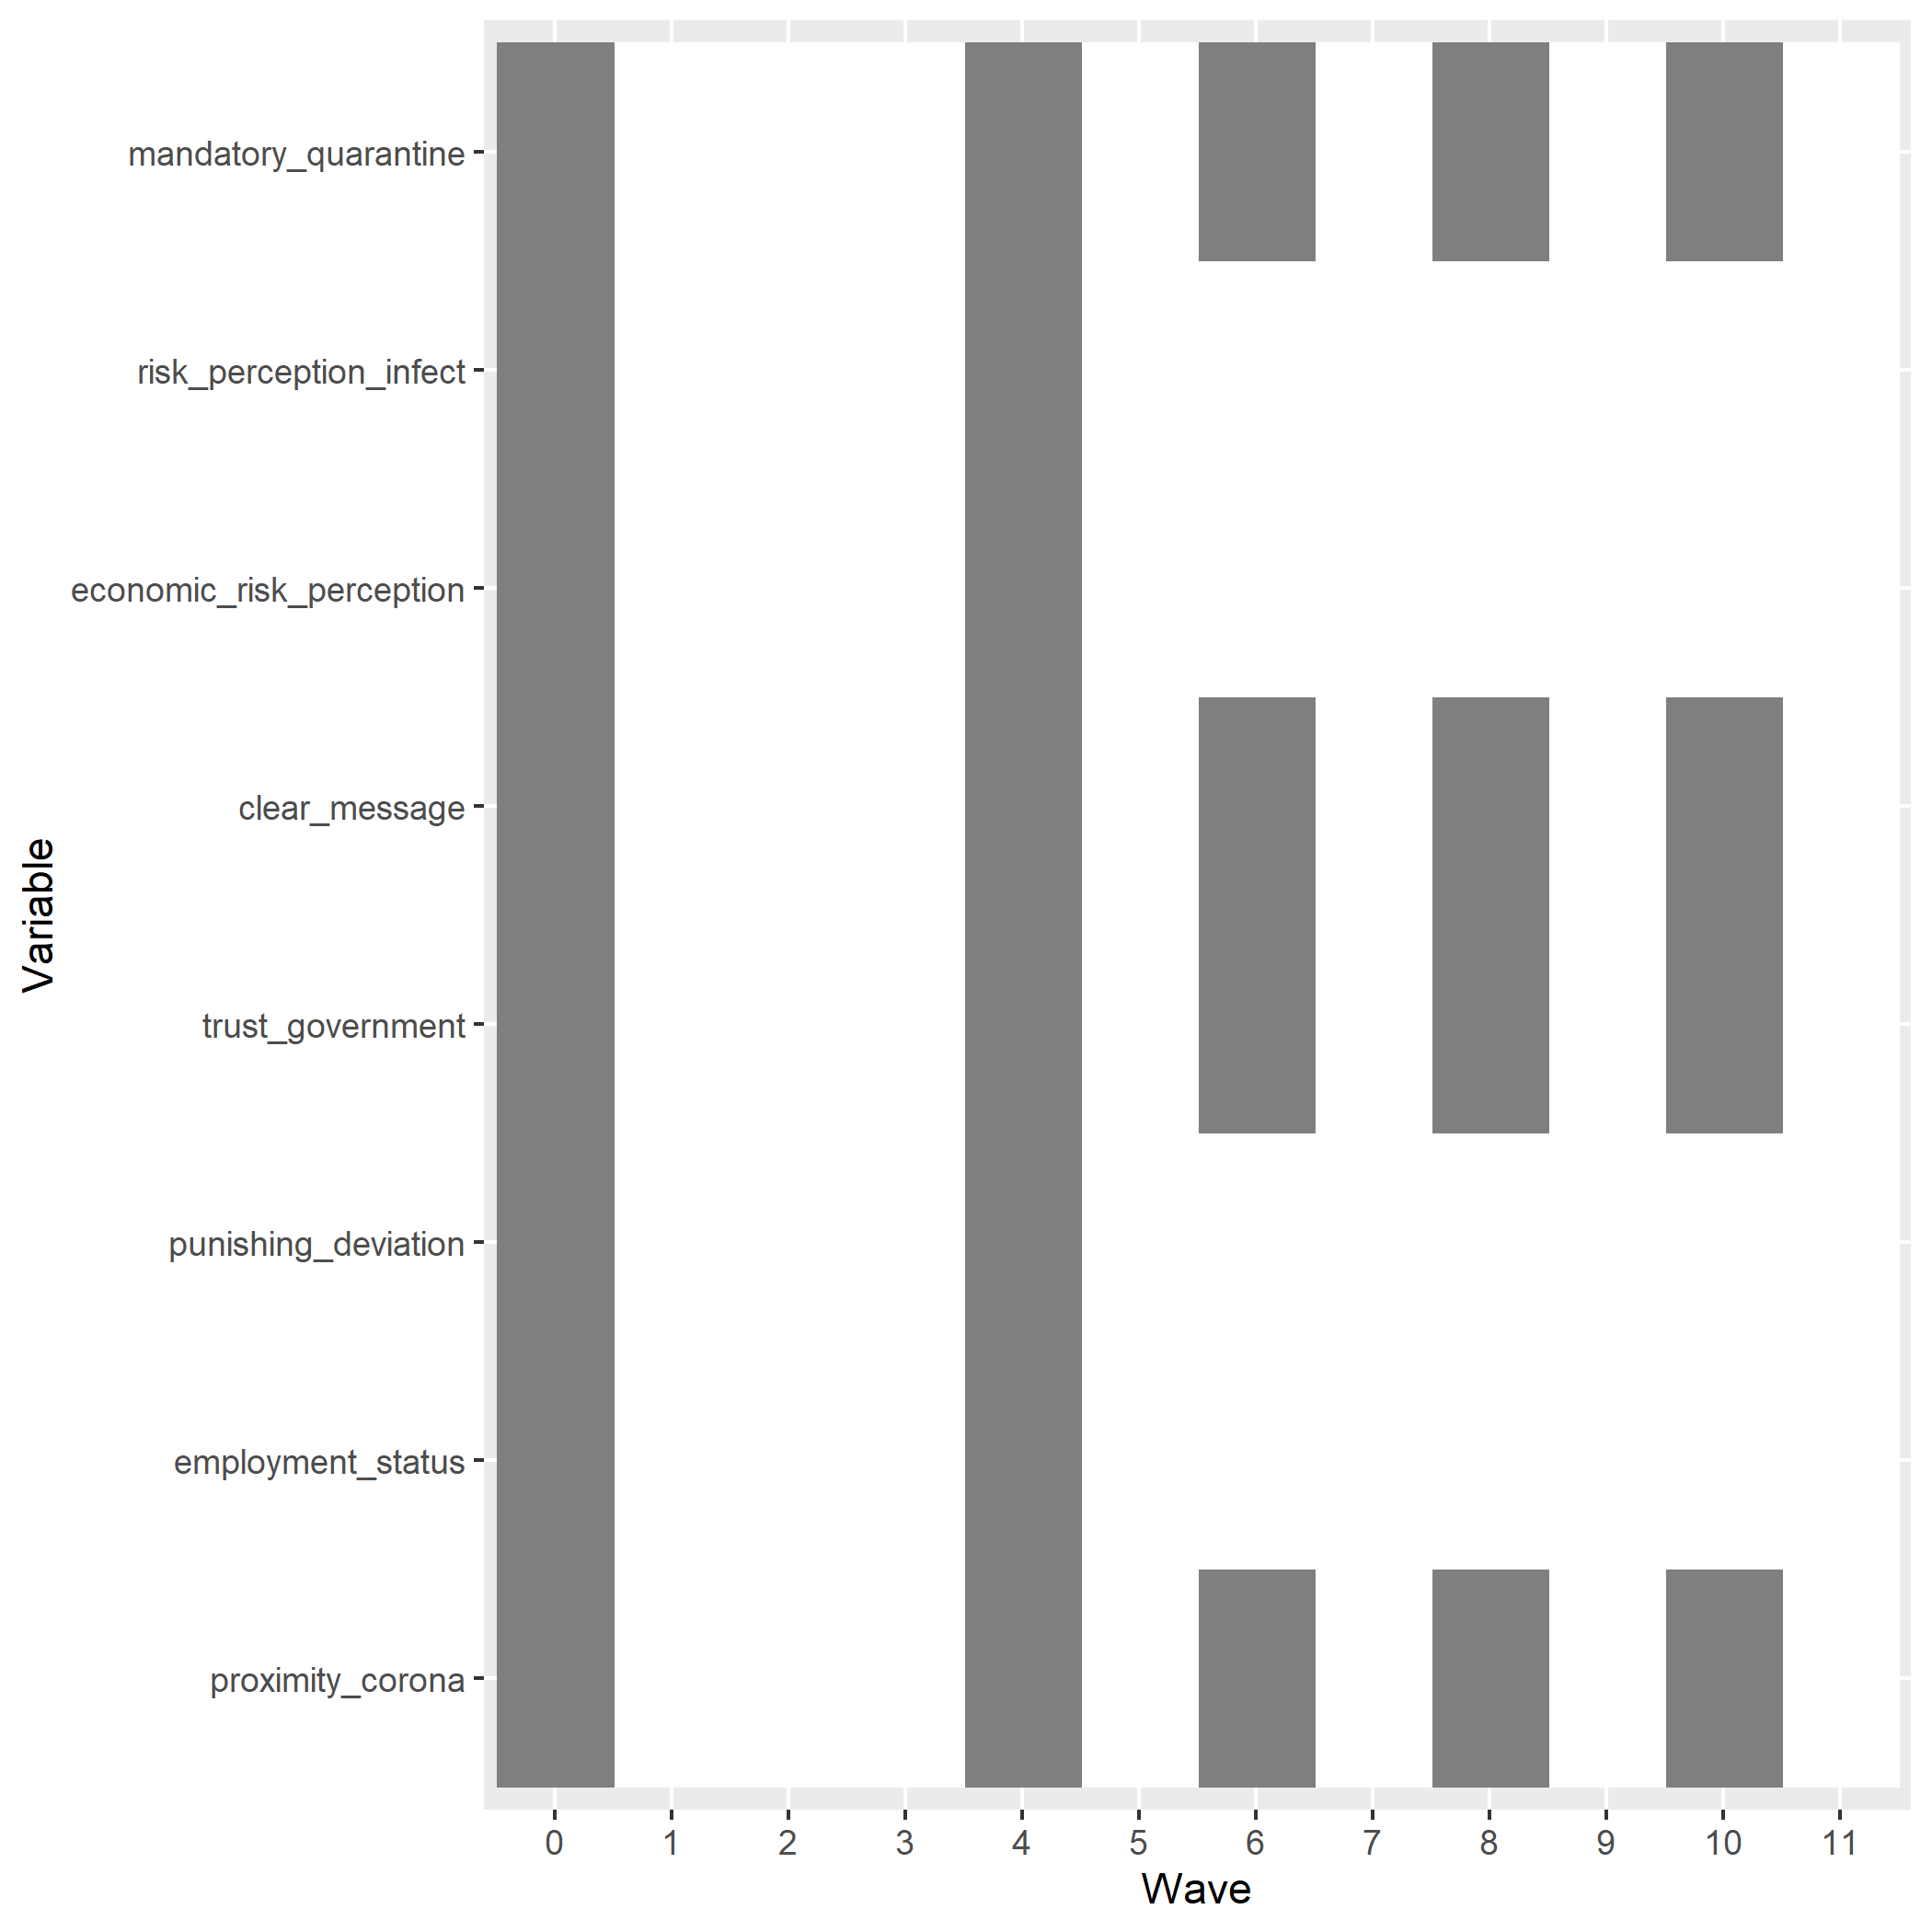 mandatory_quarantine
risk_perception_infect
economic_risk_perception
clear_message
trust_government
punishing_deviation
employment_status
proximity_corona
Variable
0 1 2 3 4 5 6 7 8 9 10 11
Wave